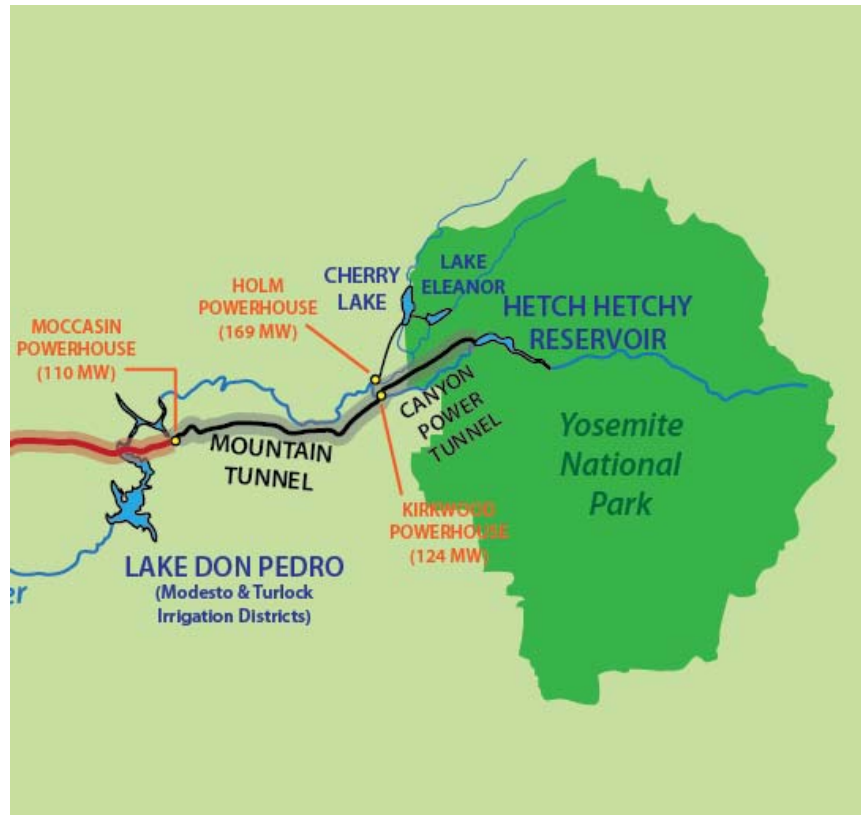 CHERRY
LAKE
LAKE
ELEANOR
HOLM
POWERHOUSE
(169 MW)
HETCH HETCHY
RESERVOIR
MOCCASIN
POWERHOUSE
(110 MW)
CANYON
POWER
TUNNEL
MOUNTAIN
TUNNEL
Yosemite
National
Park
KIRKWOOD
POWERHOUSE
(124 MW)
LAKE DON PEDRO
(Modesto & Turlock
Irrigation Districts)
er